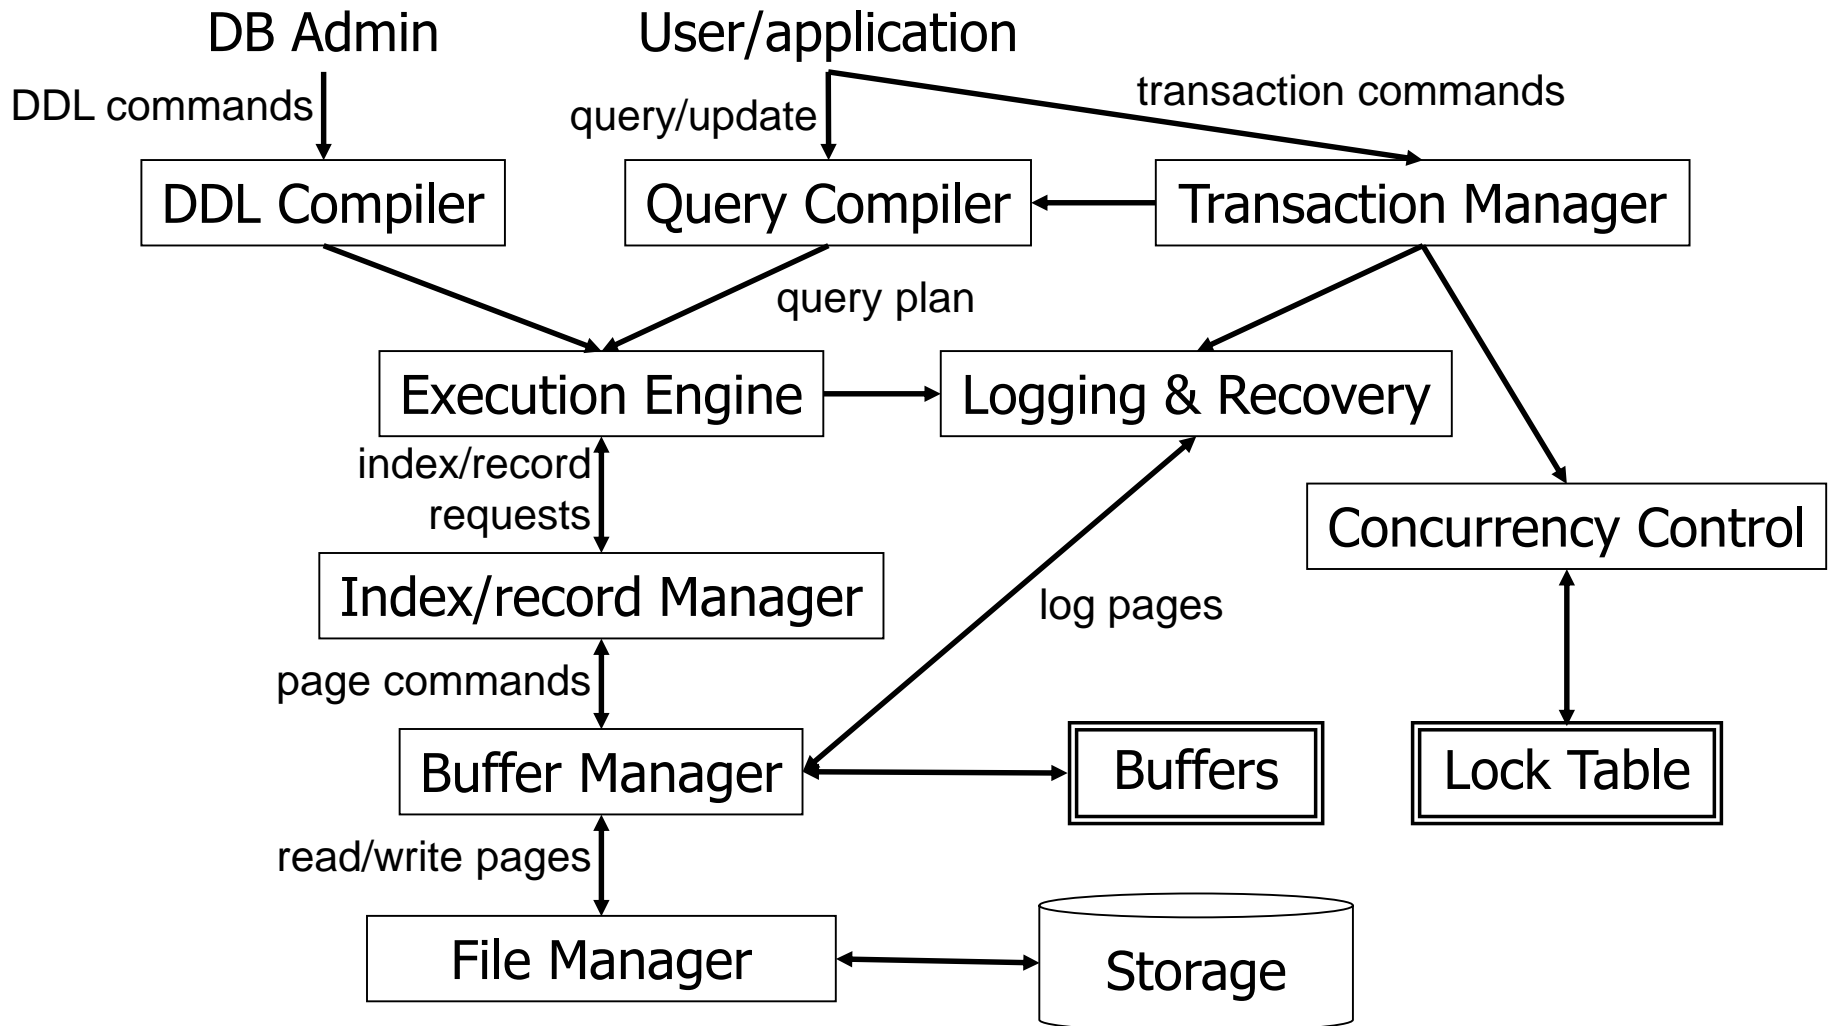 DB Admin
User/application
DDL commands
query/update
transaction commands
DDL Compiler
Query Compiler
Transaction Manager
query plan
Execution Engine
Logging & Recovery
index/record
requests
Concurrency Control
Index/record Manager
log pages
page commands
Buffer Manager
Buffers
Lock Table
read/write pages
File Manager
Storage